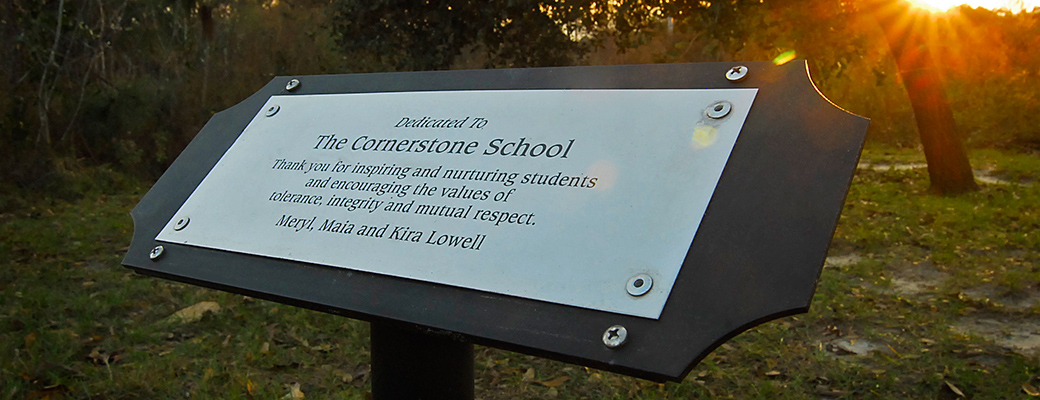 Dedicated To
The Cornerstone School
Thank you for inspiring and nurturing students
and encouraging the values of
tolerance, integrity and mutual respect.
Meryl, Maia and Kira Lowell